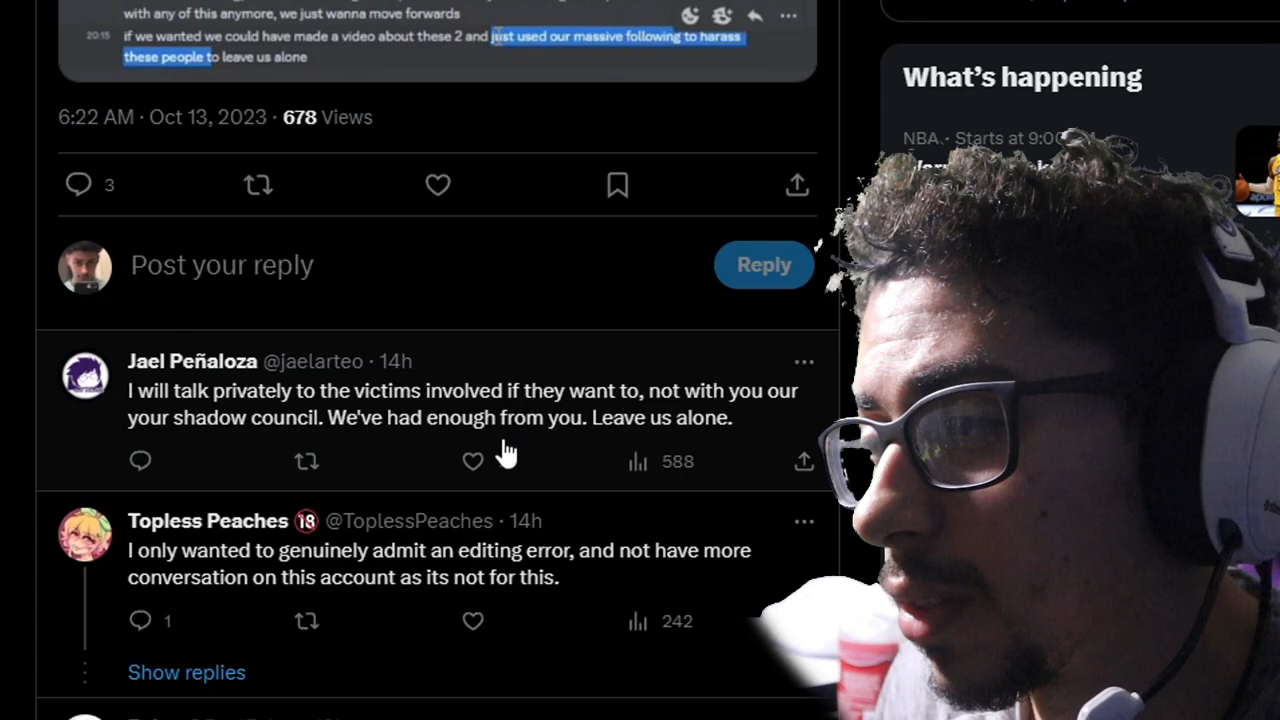 with any of this anymore, we just wanna move forwards
20:15 if we wanted we could have made a video about these 2 and just used our massive following to harass
these people to leave us alone
6:22 AM · Oct 13, 2023 · 678 Views
3
Post your reply
Reply
Jael Peñaloza @jaelarteo · 14h
I will talk privately to the victims involved if they want to, not with you our
your shadow council. We've had enough from you. Leave us alone.
588
Topless Peaches 🔞 @ToplessPeaches · 14h
I only wanted to genuinely admit an editing error, and not have more
conversation on this account as its not for this.
1
242
Show replies
What's happening
NBA · Starts at 9:00